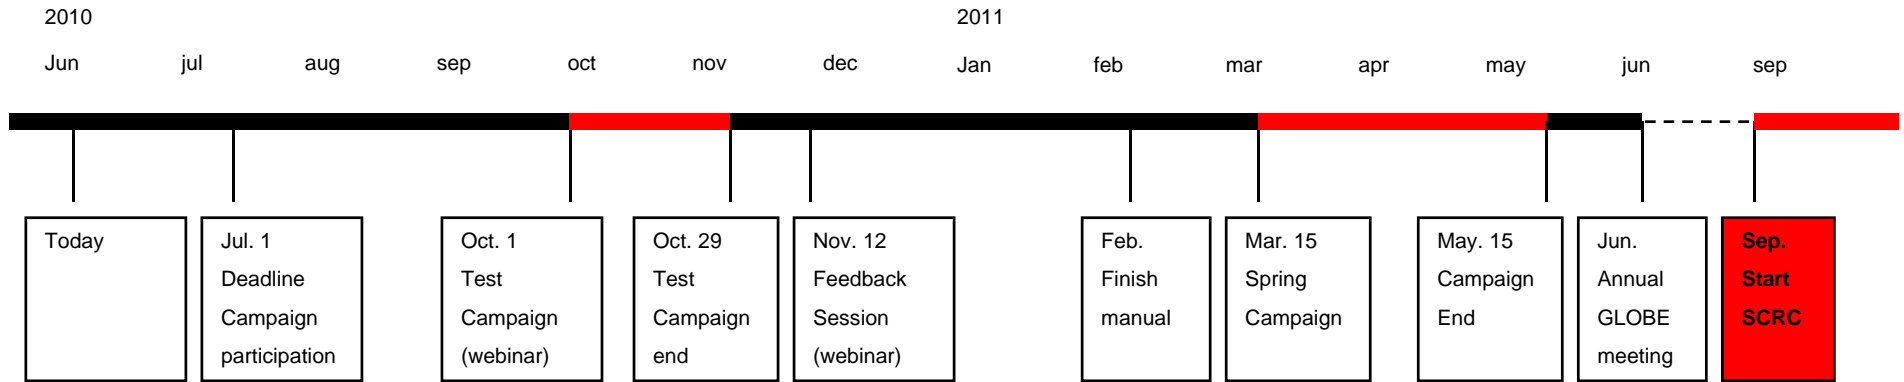 2010
2011
Jun
jul
aug
sep
oct
nov
dec
Jan
feb
mar
apr
may
jun
sep
Today
Jul. 1
Deadline
Campaign
participation
Oct. 1
Test
Campaign
(webinar)
Oct. 29
Test
Campaign
end
Nov. 12
Feedback
Session
(webinar)
Feb.
Finish
manual
Mar. 15
Spring
Campaign
May. 15
Campaign
End
Jun.
Annual
GLOBE
meeting
Sep.
Start
SCRC